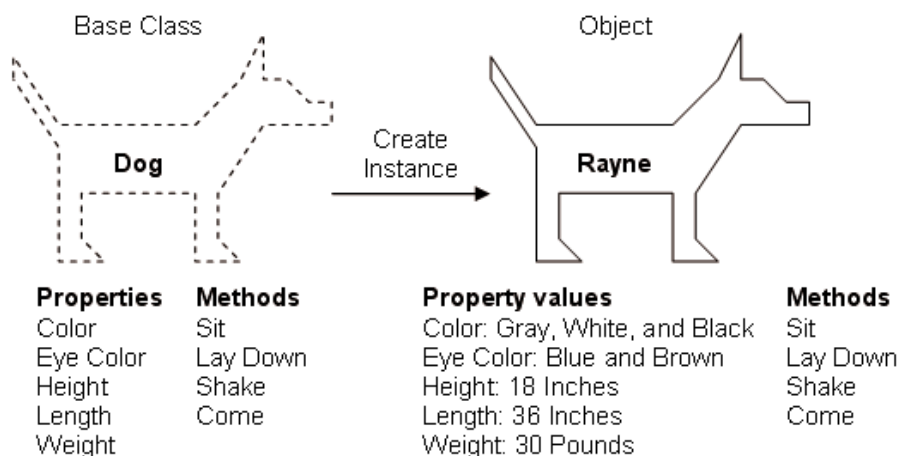 Base Class
Object
Create
Instance
Dog
Rayne
Properties
Color
Eye Color
Height
Length
Weight
Methods
Sit
Lay Down
Shake
Come
Property values
Color: Gray, White, and Black
Eye Color: Blue and Brown
Height: 18 Inches
Length: 36 Inches
Weight: 30 Pounds
Methods
Sit
Lay Down
Shake
Come